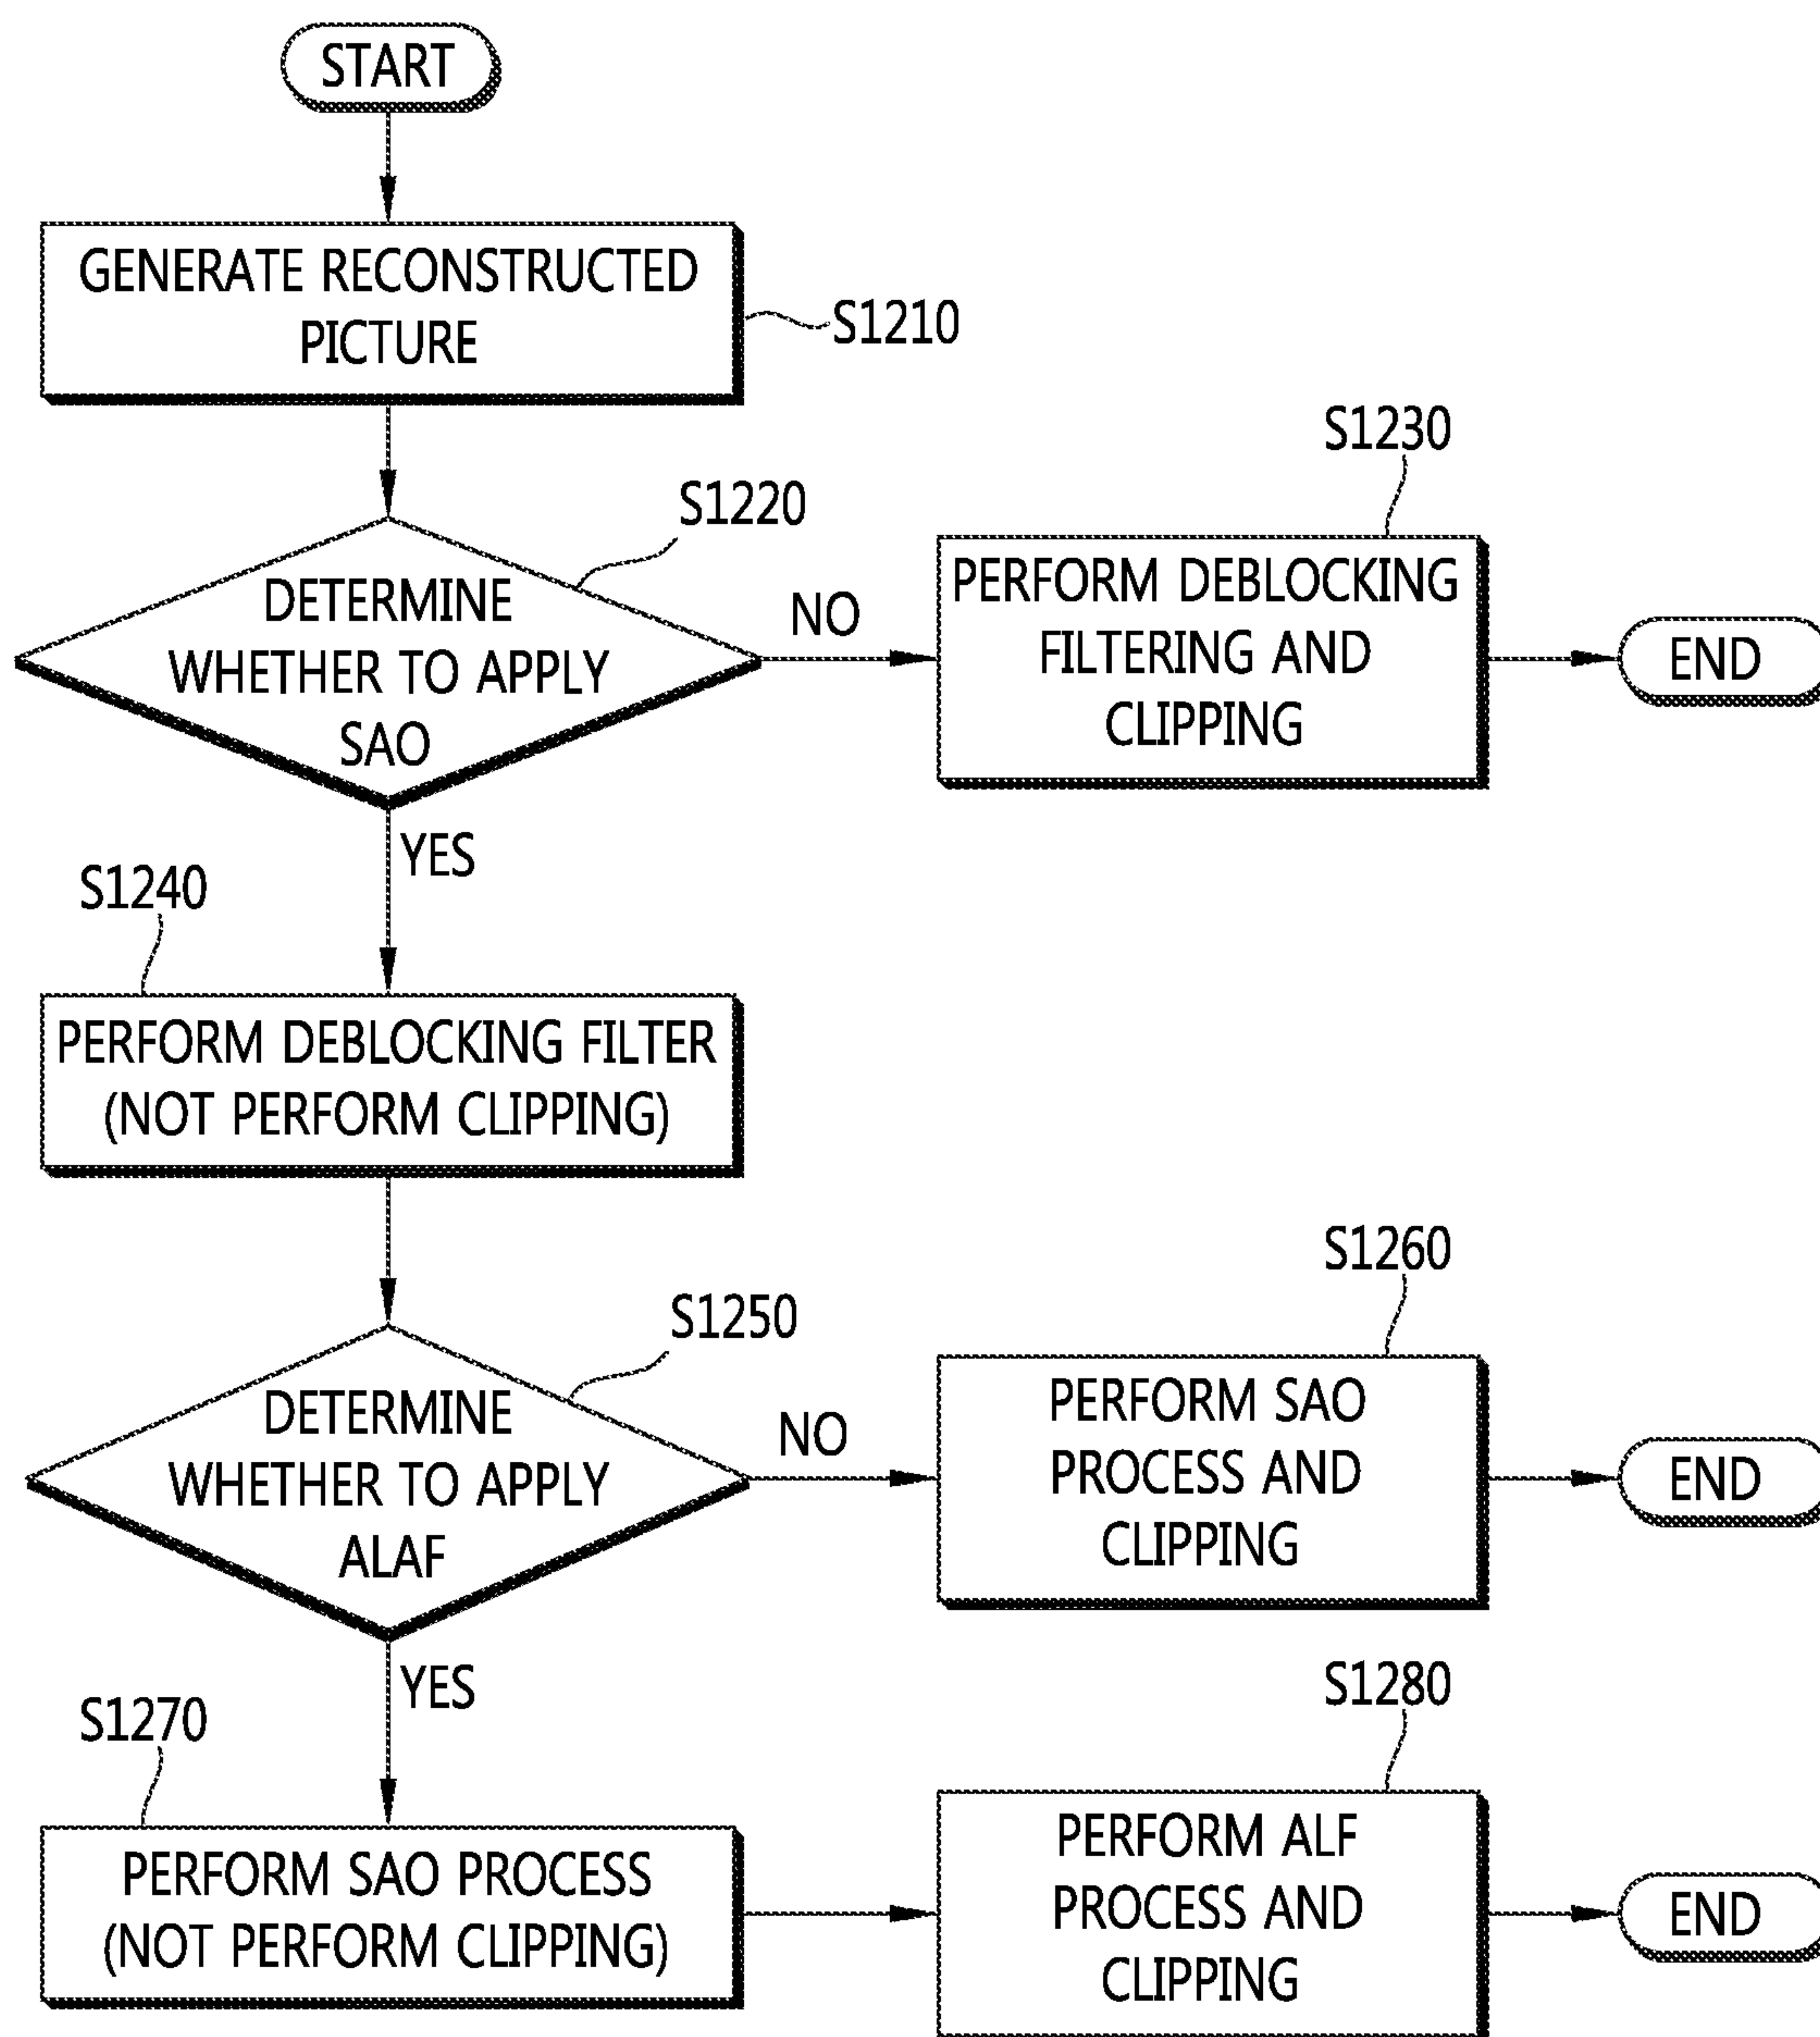 START
GENERATE RECONSTRUCTED
PICTURE
S1210
S1220
DETERMINE
WHETHER TO APPLY
SAO
NO
S1230
PERFORM DEBLOCKING
FILTERING AND
CLIPPING
END
YES
S1240
PERFORM DEBLOCKING FILTER
(NOT PERFORM CLIPPING)
S1250
DETERMINE
WHETHER TO APPLY
ALAF
NO
S1260
PERFORM SAO
PROCESS AND
CLIPPING
END
YES
S1270
PERFORM SAO PROCESS
(NOT PERFORM CLIPPING)
S1280
PERFORM ALF
PROCESS AND
CLIPPING
END